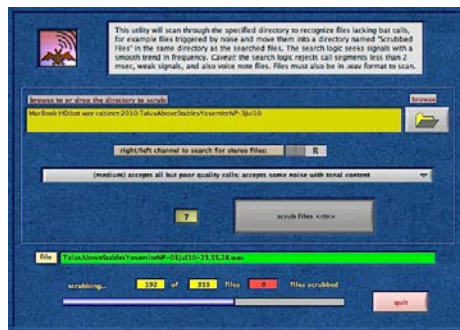 This utility will scan through the specified directory to recognize files lacking bat calls,
for example files triggered by noise and move them into a directory named "Scrubbed
Files" in the same directory as the searched files. The search logic seeks signals with a
smooth trend in frequency. Caveat: the search logic rejects call segments less than 2
msec, weak signals, and also voice note files. Files must also be in .wav format to scan.
browse to or drop the directory to scrub:
browse
MacBook HD:bat wav cabinet:2010:TalusAboveStablesYosemiteNP-3Jul10
right/left channel to search for stereo files:
R
(medium) accepts all but poor quality calls; accepts some noise with tonal content
?
scrub files <rtn>
file
TalusAboveStablesYosemiteNP-03Jul10-23,55,28.wav
scrubbing... 192 of 315 files 0 files scrubbed
quit